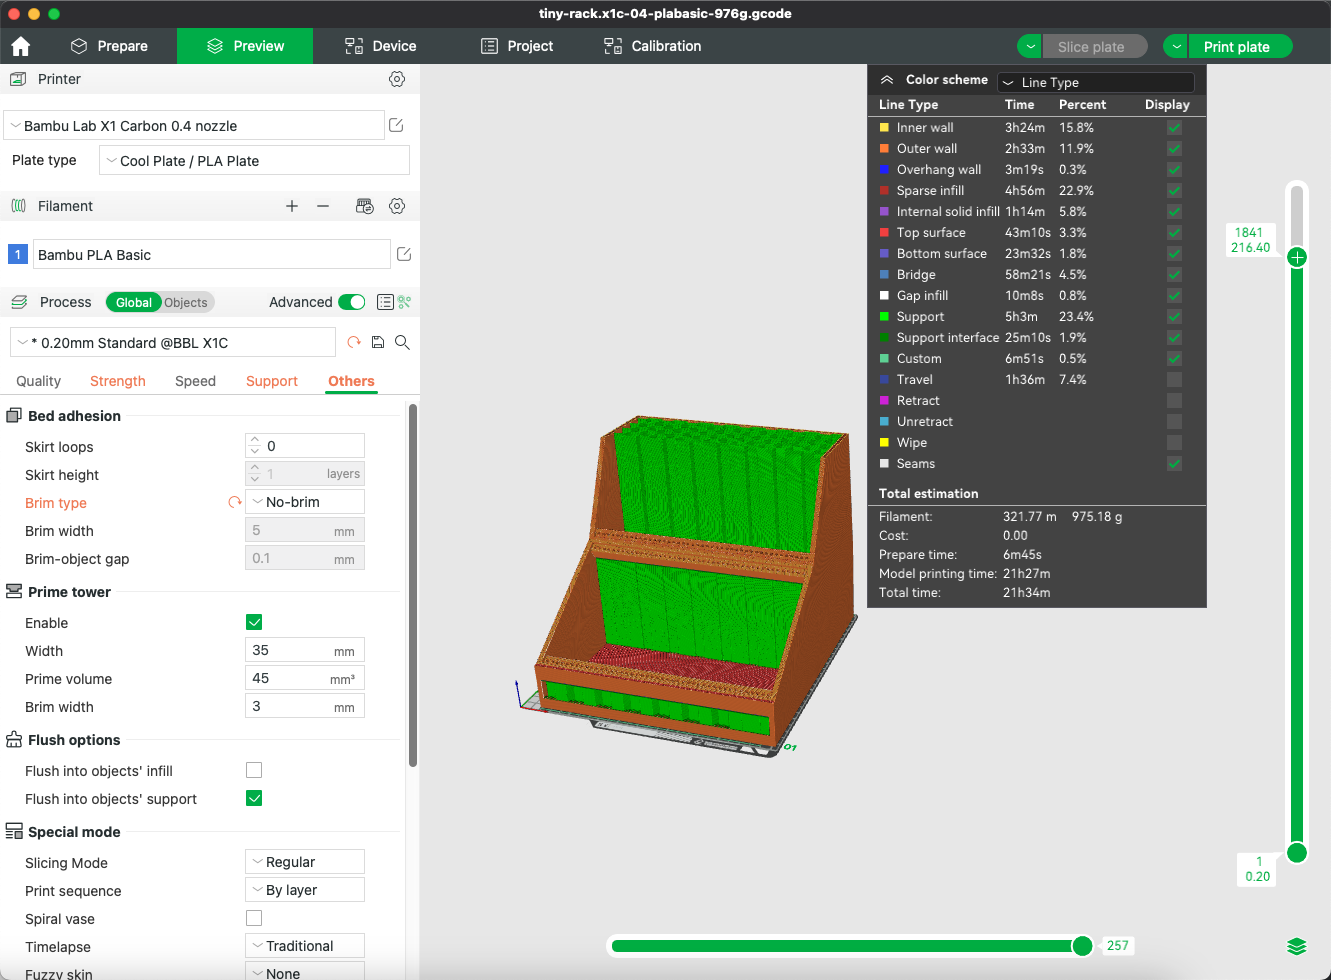 tiny-rack.x1c-04-plabasic-976g.gcode
Prepare
Preview
Device
Project
Calibration
Slice plate
Print plate
Printer
Bambu Lab X1 Carbon 0.4 nozzle
Plate type
Cool Plate / PLA Plate
Filament
1
Bambu PLA Basic
Process
Global
Objects
Advanced
* 0.20mm Standard @BBL X1C
Quality
Strength
Speed
Support
Others
Bed adhesion
Skirt loops 0
Skirt height 1 layers
Brim type No-brim
Brim width 5 mm
Brim-object gap 0.1 mm
Prime tower
Enable
Width 35 mm
Prime volume 45 mm³
Brim width 3 mm
Flush options
Flush into objects' infill
Flush into objects' support
Special mode
Slicing Mode Regular
Print sequence By layer
Spiral vase
Timelapse Traditional
Fuzzy skin None
Color scheme Line Type
Line Type Time Percent Display
Inner wall 3h24m 15.8%
Outer wall 2h33m 11.9%
Overhang wall 3m19s 0.3%
Sparse infill 4h56m 22.9%
Internal solid infill 1h14m 5.8%
Top surface 43m10s 3.3%
Bottom surface 23m32s 1.8%
Bridge 58m21s 4.5%
Gap infill 10m8s 0.8%
Support 5h3m 23.4%
Support interface 25m10s 1.9%
Custom 6m51s 0.5%
Travel 1h36m 7.4%
Retract
Unretract
Wipe
Seams
Total estimation
Filament: 321.77 m 975.18 g
Cost: 0.00
Prepare time: 6m45s
Model printing time: 21h27m
Total time: 21h34m
1841
216.40
1
0.20
01
257